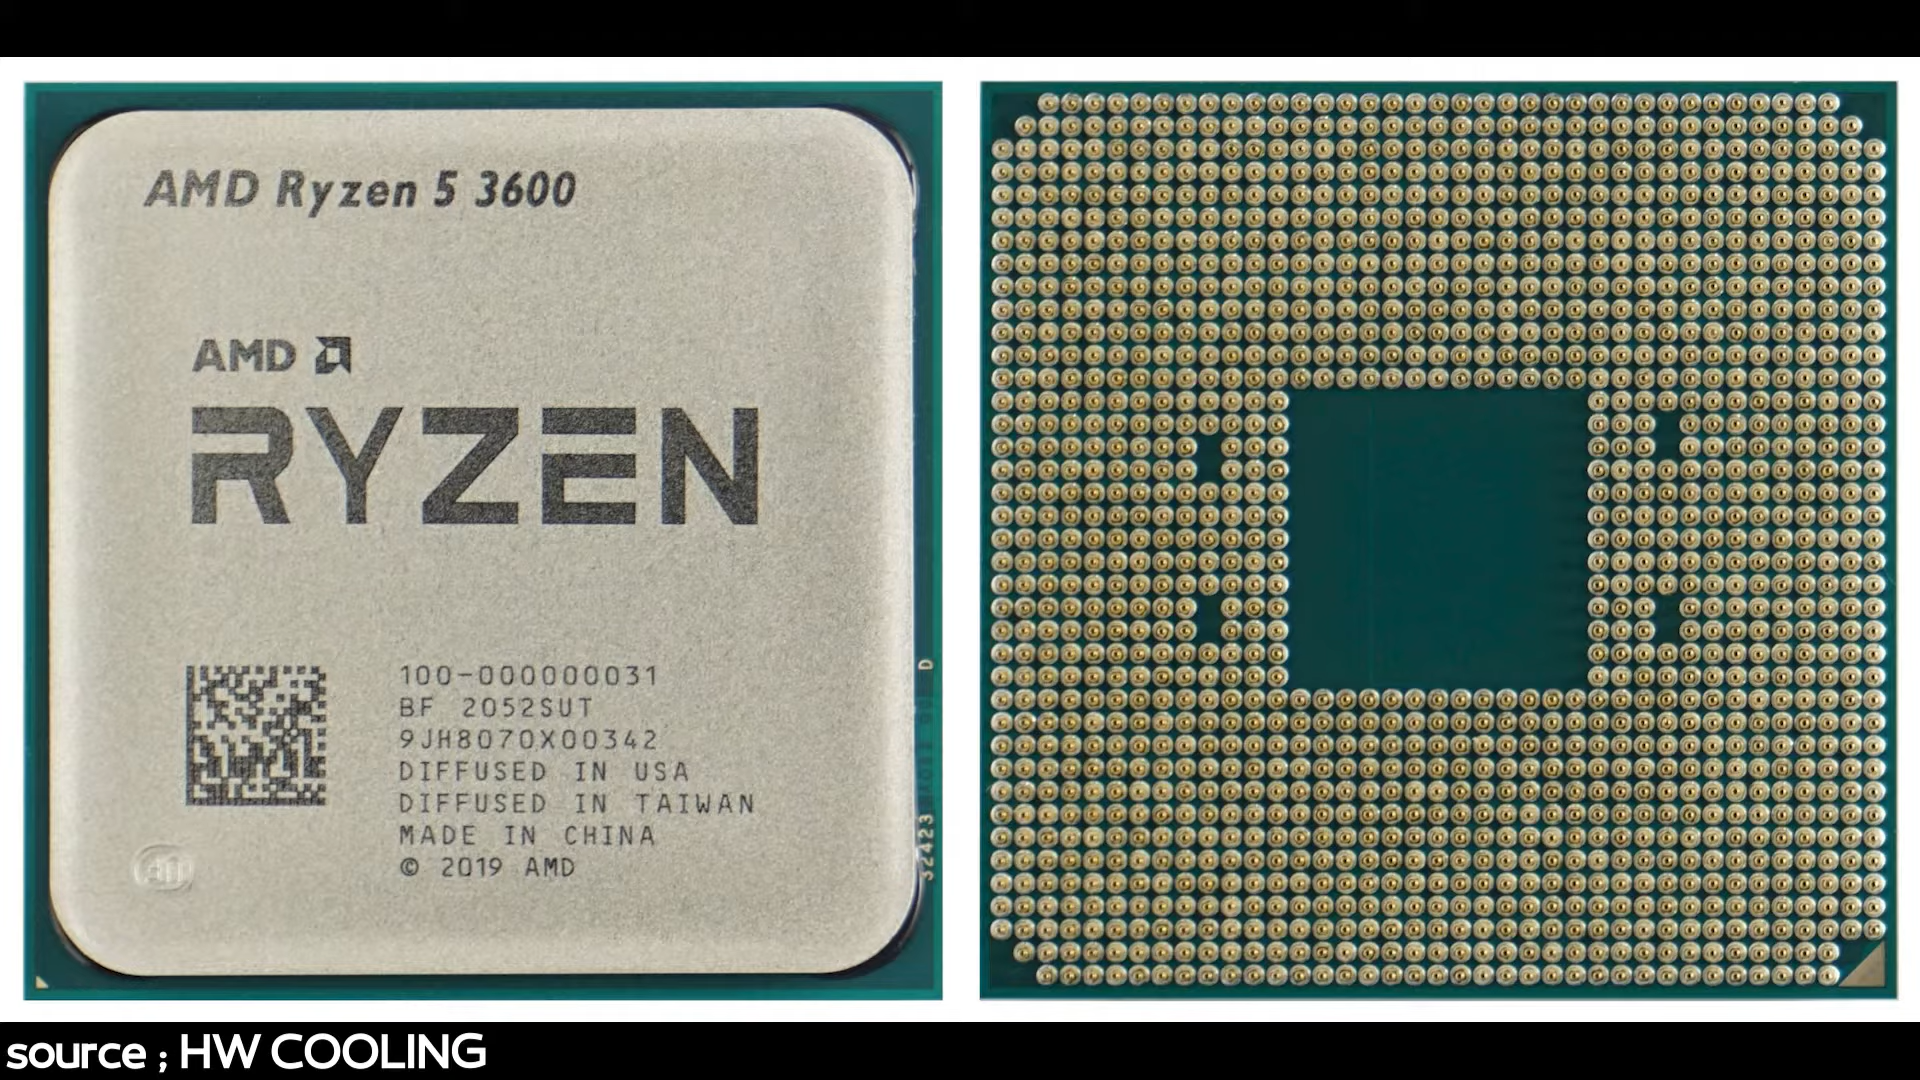 AMD Ryzen 5 3600
AMD
RYZEN
100-000000031
BF 2052SUT
9JH8070X00342
DIFFUSED IN USA
DIFFUSED IN TAIWAN
MADE IN CHINA
© 2019 AMD
D
32423
source ; HW COOLING